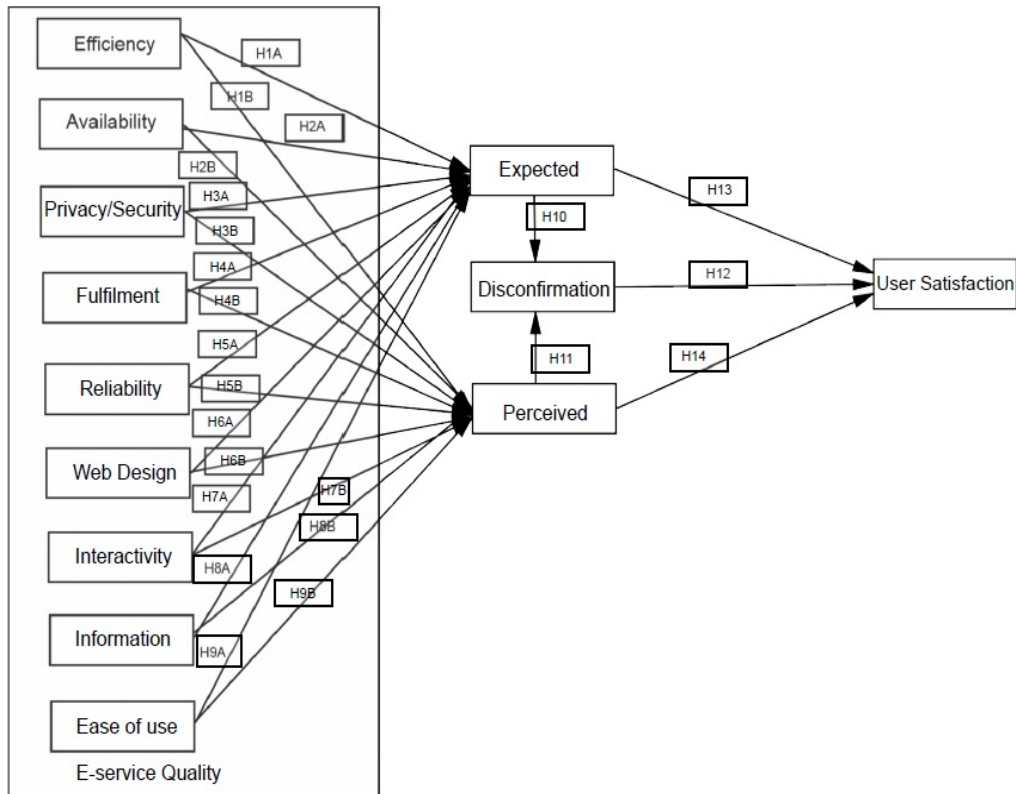 Efficiency
H1A
H1B
Availability
H2A
H2B
Expected
H13
Privacy/Security
H3A
H3B
H10
H4A
Fulfilment
H4B
Disconfirmation
H12
User Satisfaction
H5A
H11
H14
Reliability
H5B
Perceived
H6A
H6B
Web Design
H7A
H7B
H8B
Interactivity
H8A
H9B
Information
H9A
Ease of use
E-service Quality